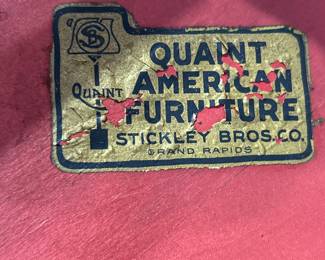 SB
QUAINT
QUAINT
AMERICAN
FURNITURE
STICKLEY BROS. CO.
GRAND RAPIDS